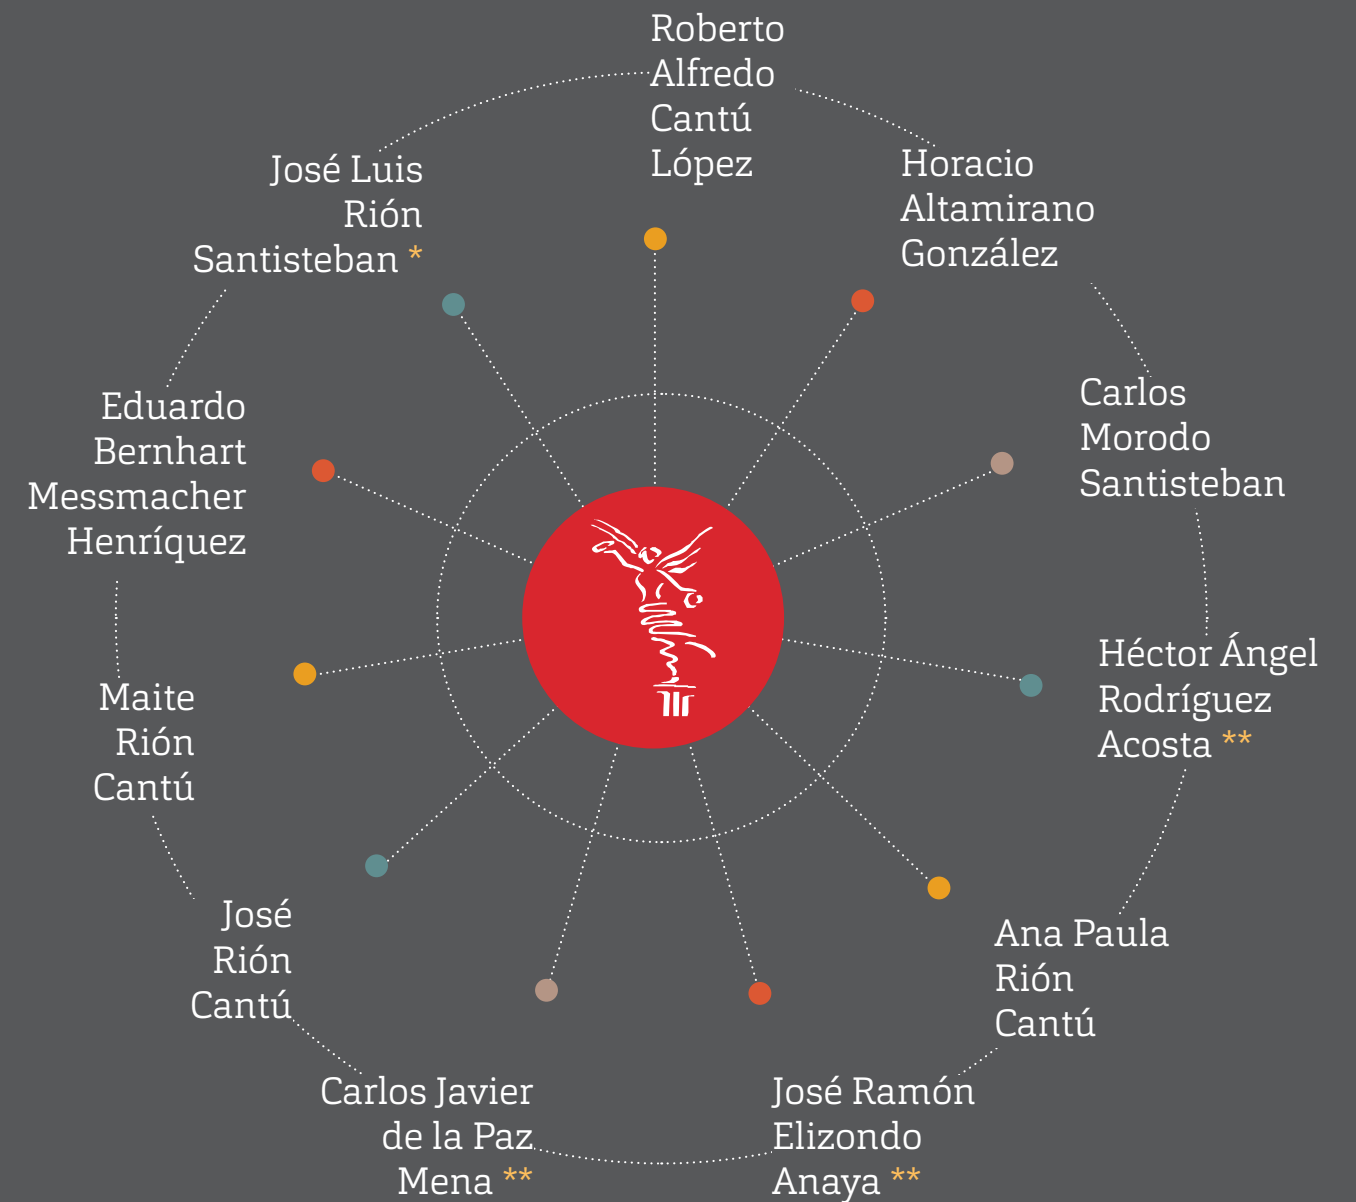 Roberto
Alfredo
Cantú
López
Horacio
Altamirano
González
Carlos
Morodo
Santisteban
Héctor Ángel
Rodríguez
Acosta **
Ana Paula
Rión
Cantú
José Ramón
Elizondo
Anaya **
Carlos Javier
de la Paz
Mena **
José
Rión
Cantú
Maite
Rión
Cantú
Eduardo
Bernhart
Messmacher
Henríquez
José Luis
Rión
Santisteban *